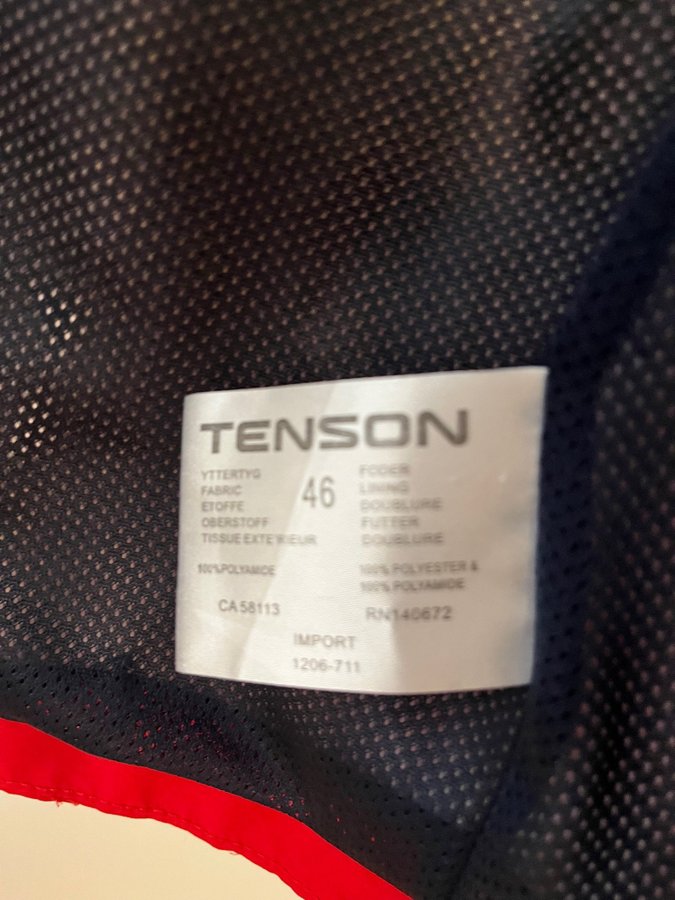 TENSON
YTTERTYG
FABRIC
ETOFFE
OBERSTOFF
TISSUE EXTERIEUR
46
FODER
LINING
DOUBLURE
FUTTER
DOUBLURE
100%POLYAMIDE
100% POLYESTER &
100% POLYAMIDE
CA 58113
RN140672
IMPORT
1206-711